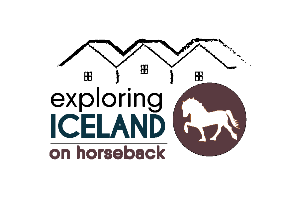 exploring
ICELAND
on horseback